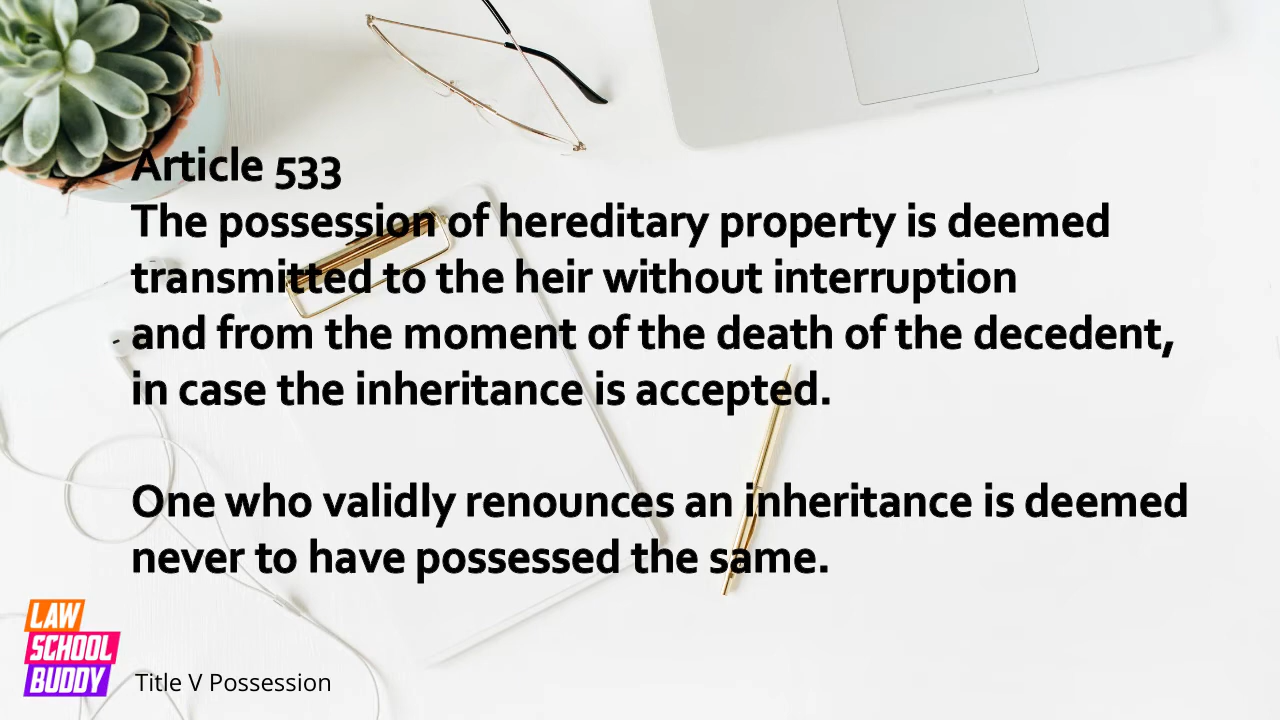 Article 533
The possession of hereditary property is deemed
transmitted to the heir without interruption
and from the moment of the death of the decedent,
in case the inheritance is accepted.
One who validly renounces an inheritance is deemed
never to have possessed the same.
LAW
SCHOOL
BUDDY
Title V Possession